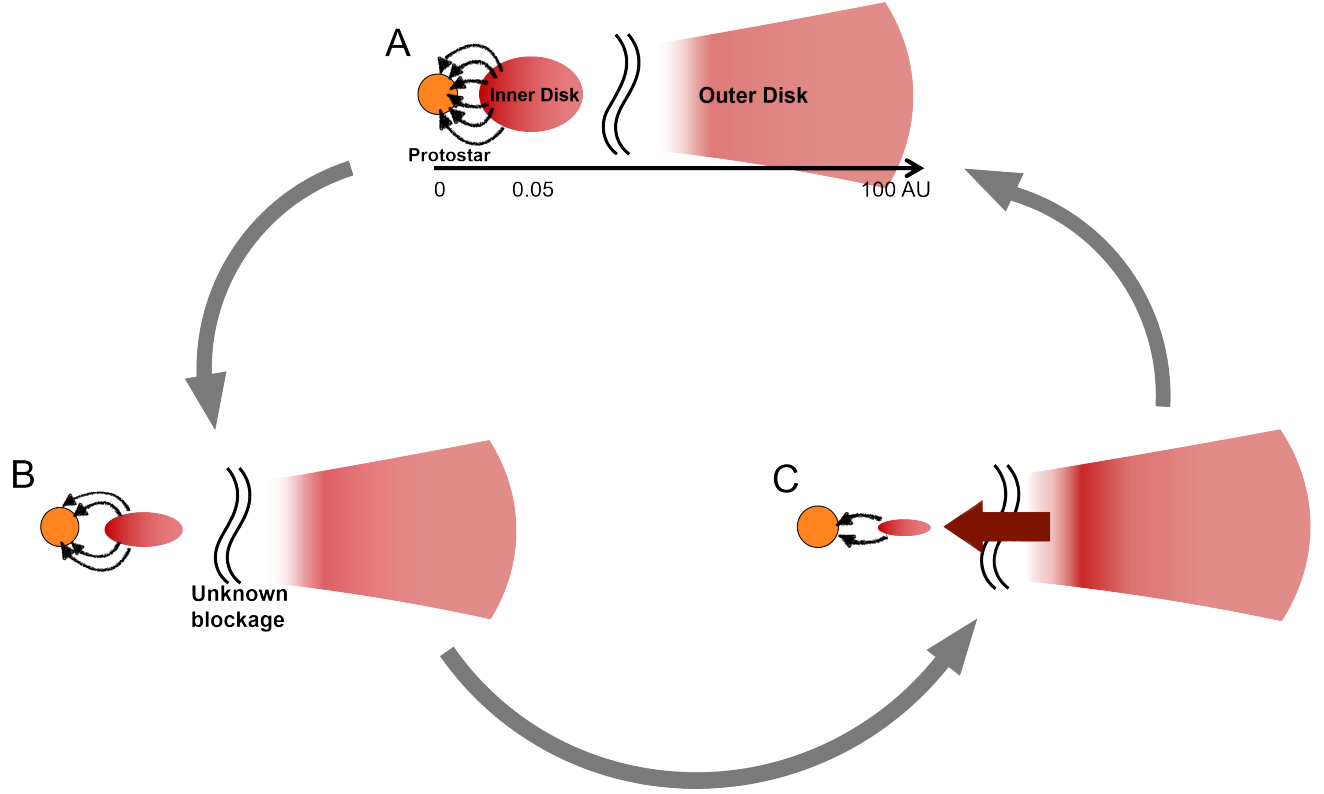 A
Inner Disk
Outer Disk
Protostar
0 0.05 100 AU
B
C
Unknown
blockage